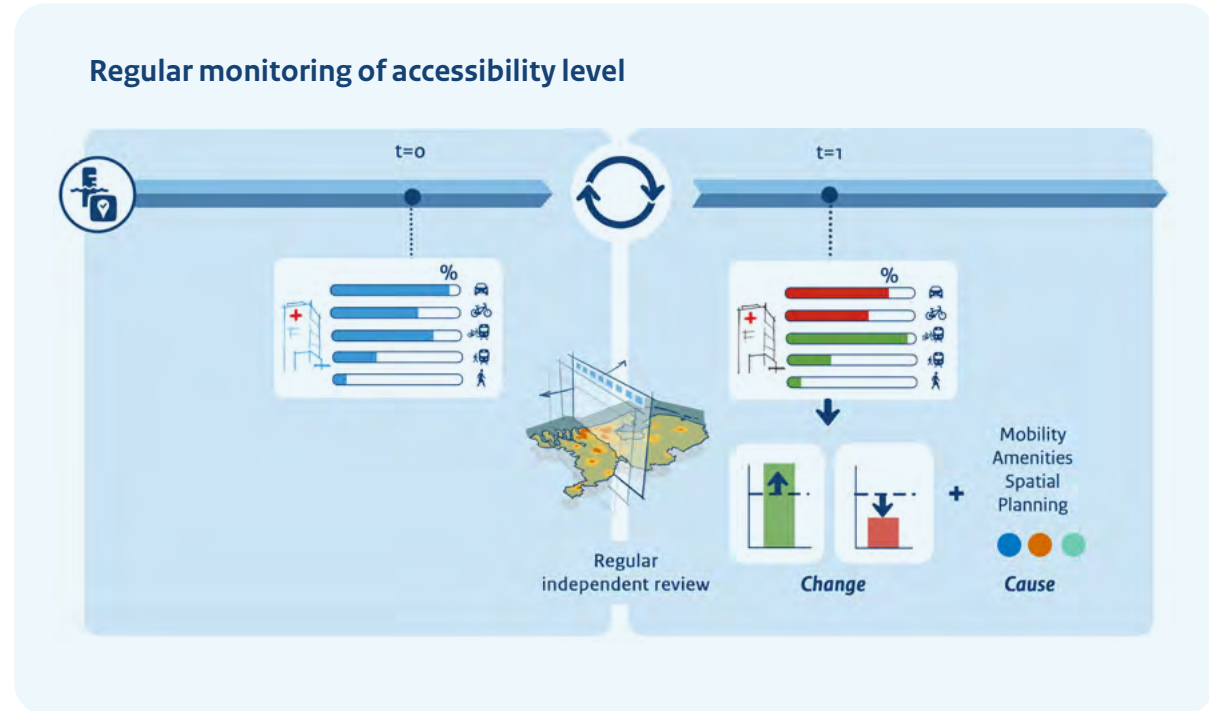 Regular monitoring of accessibility level
t=0
t=1
%
%
Regular
independent review
Change
Mobility
Amenities
Spatial
Planning
Cause